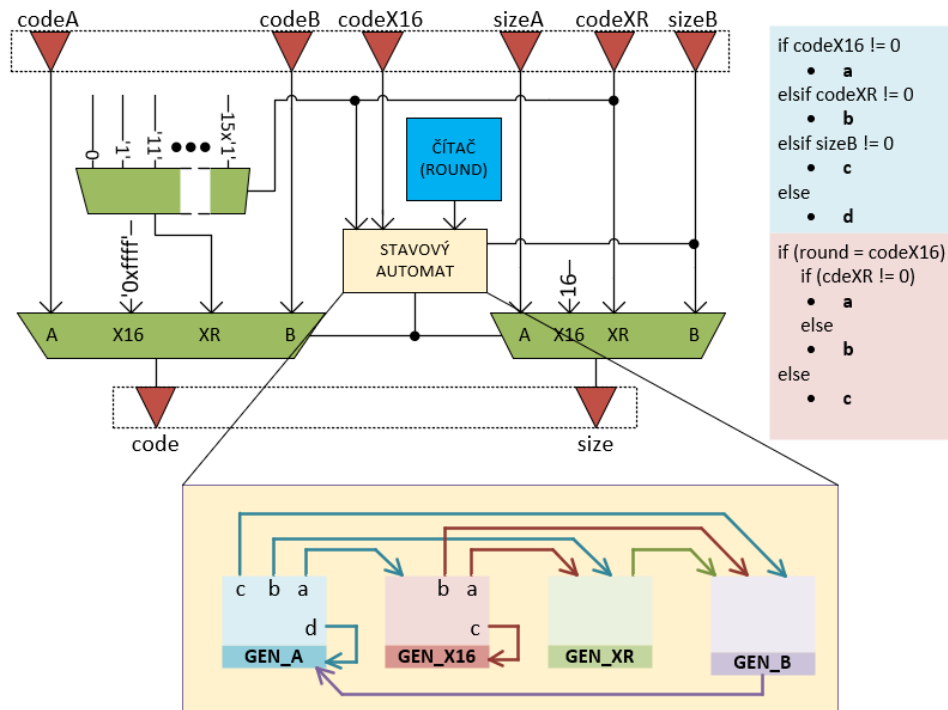 codeA
codeB
codeX16
sizeA
codeXR
sizeB
0
'1'
'11'
15x'1'
ČÍTAČ
(ROUND)
STAVOVÝ
AUTOMAT
'0xffff'
16
A
X16
XR
B
A
X16
XR
B
code
size
if codeX16 != 0
• a
elsif codeXR != 0
• b
elsif sizeB != 0
• c
else
• d
if (round = codeX16)
if (cdeXR != 0)
• a
else
• b
else
• c
c b a
d
GEN_A
b a
c
GEN_X16
GEN_XR
GEN_B